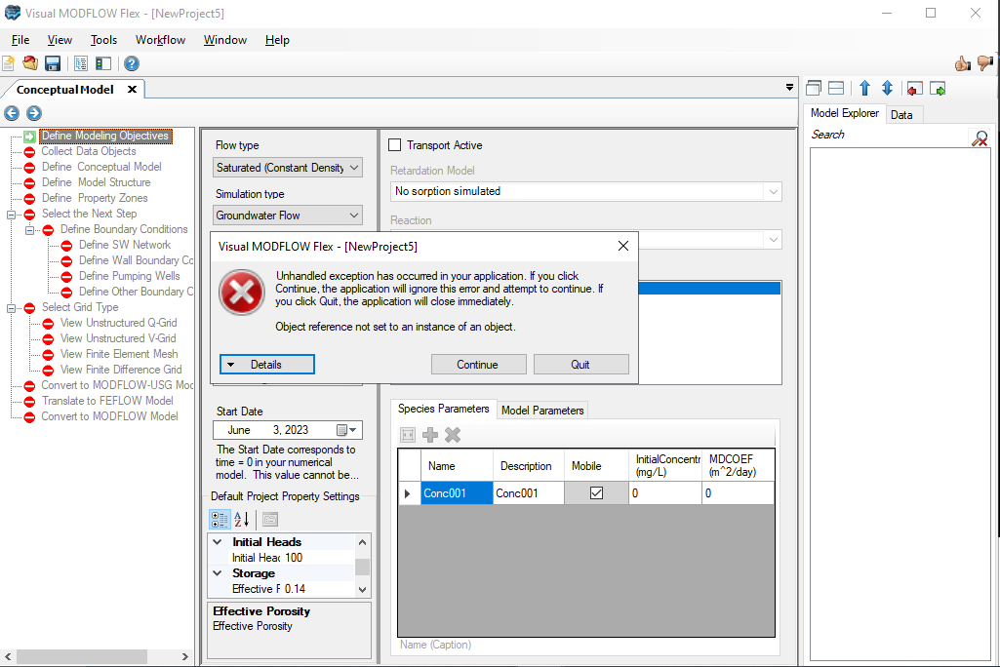 Visual MODFLOW Flex - [NewProject5]
File View Tools Workflow Window Help
Conceptual Model
Model Explorer Data
Search
Define Modeling Objectives
Collect Data Objects
Define Conceptual Model
Define Model Structure
Define Property Zones
Select the Next Step
Define Boundary Conditions
Define SW Network
Define Wall Boundary Co
Define Pumping Wells
Define Other Boundary C
Select Grid Type
View Unstructured Q-Grid
View Unstructured V-Grid
View Finite Element Mesh
View Finite Difference Grid
Convert to MODFLOW-USG Mod
Translate to FEFLOW Model
Convert to MODFLOW Model
Flow type
Saturated (Constant Density
Simulation type
Groundwater Flow
Transport Active
Retardation Model
No sorption simulated
Reaction
Visual MODFLOW Flex - [NewProject5]
Unhandled exception has occurred in your application. If you click
Continue, the application will ignore this error and attempt to continue. If
you click Quit, the application will close immediately.
Object reference not set to an instance of an object.
Details Continue Quit
Start Date
June 3, 2023
The Start Date corresponds to
time = 0 in your numerical
model. This value cannot be...
Default Project Property Settings
Initial Heads
Initial Heac 100
Storage
Effective F 0.14
Effective Porosity
Effective Porosity
Species Parameters Model Parameters
Name Description Mobile InitialConcentr (mg/L) MDCOEF (m^2/day)
Conc001 Conc001 0 0
Name (Caption)